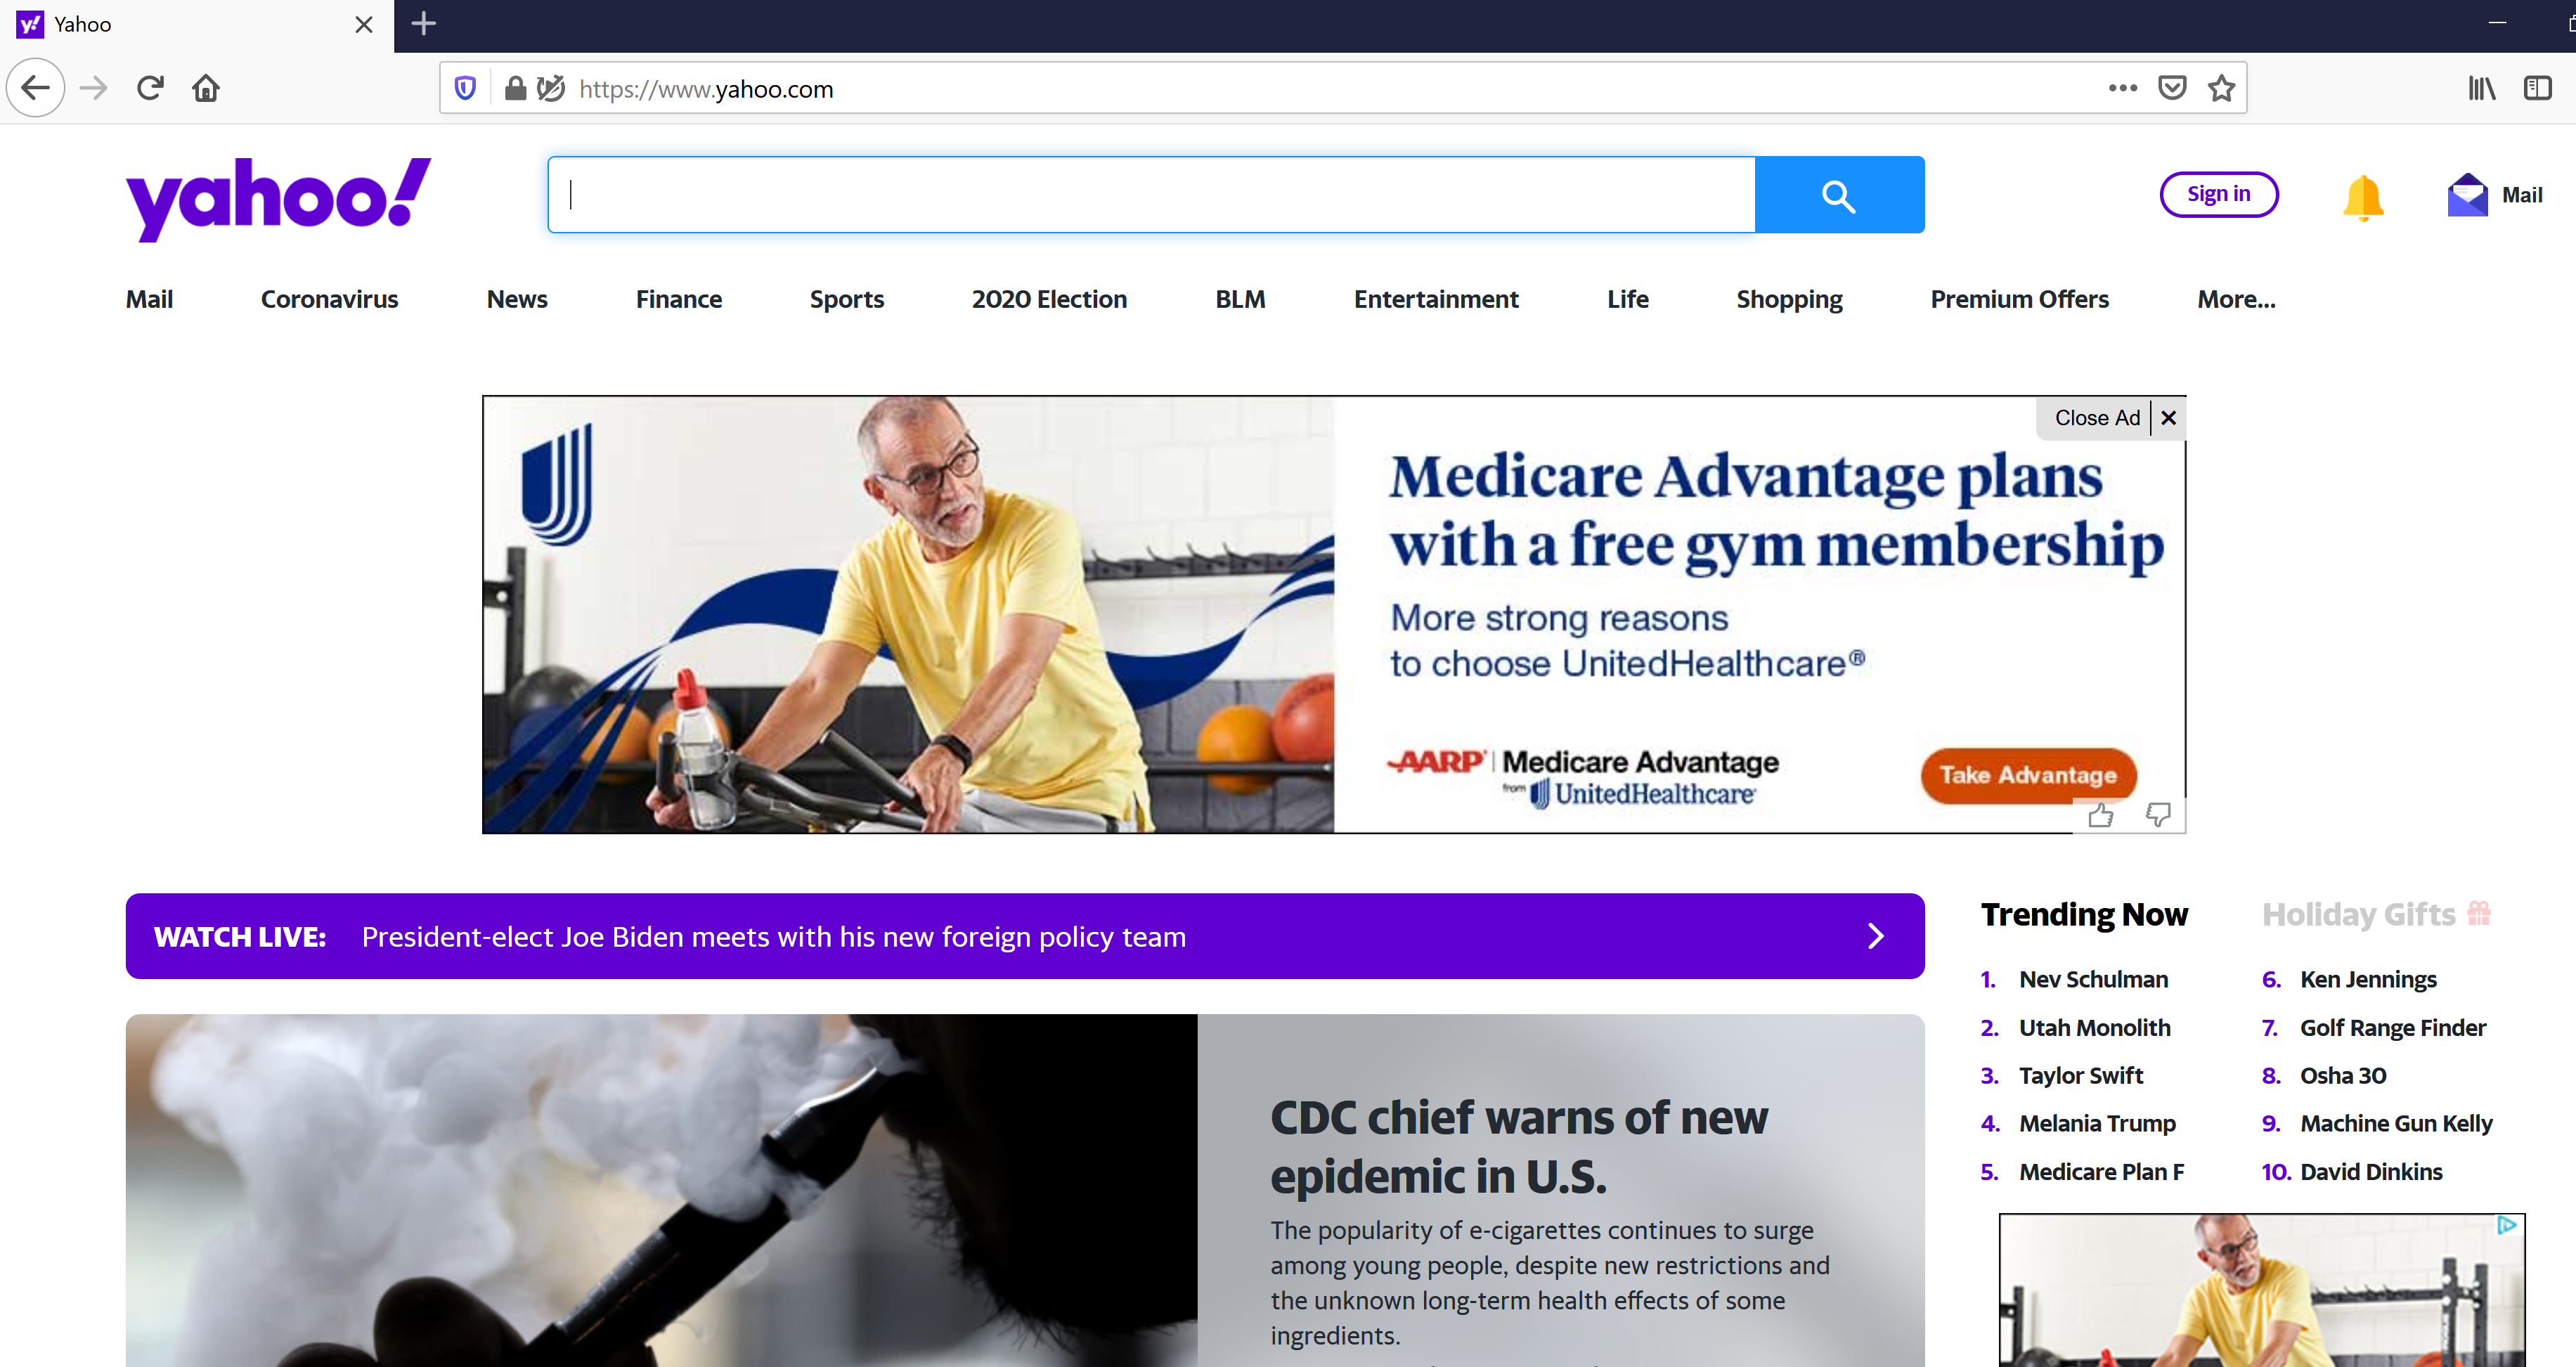 Yahoo
https://www.yahoo.com
yahoo!
Sign in
Mail
Mail Coronavirus News Finance Sports 2020 Election BLM Entertainment Life Shopping Premium Offers More...
Close Ad
Medicare Advantage plans
with a free gym membership
More strong reasons
to choose UnitedHealthcare®
AARP® | Medicare Advantage
from UnitedHealthcare
Take Advantage
WATCH LIVE: President-elect Joe Biden meets with his new foreign policy team
CDC chief warns of new
epidemic in U.S.
The popularity of e-cigarettes continues to surge
among young people, despite new restrictions and
the unknown long-term health effects of some
ingredients.
Trending Now
Holiday Gifts
1. Nev Schulman
2. Utah Monolith
3. Taylor Swift
4. Melania Trump
5. Medicare Plan F
6. Ken Jennings
7. Golf Range Finder
8. Osha 30
9. Machine Gun Kelly
10. David Dinkins